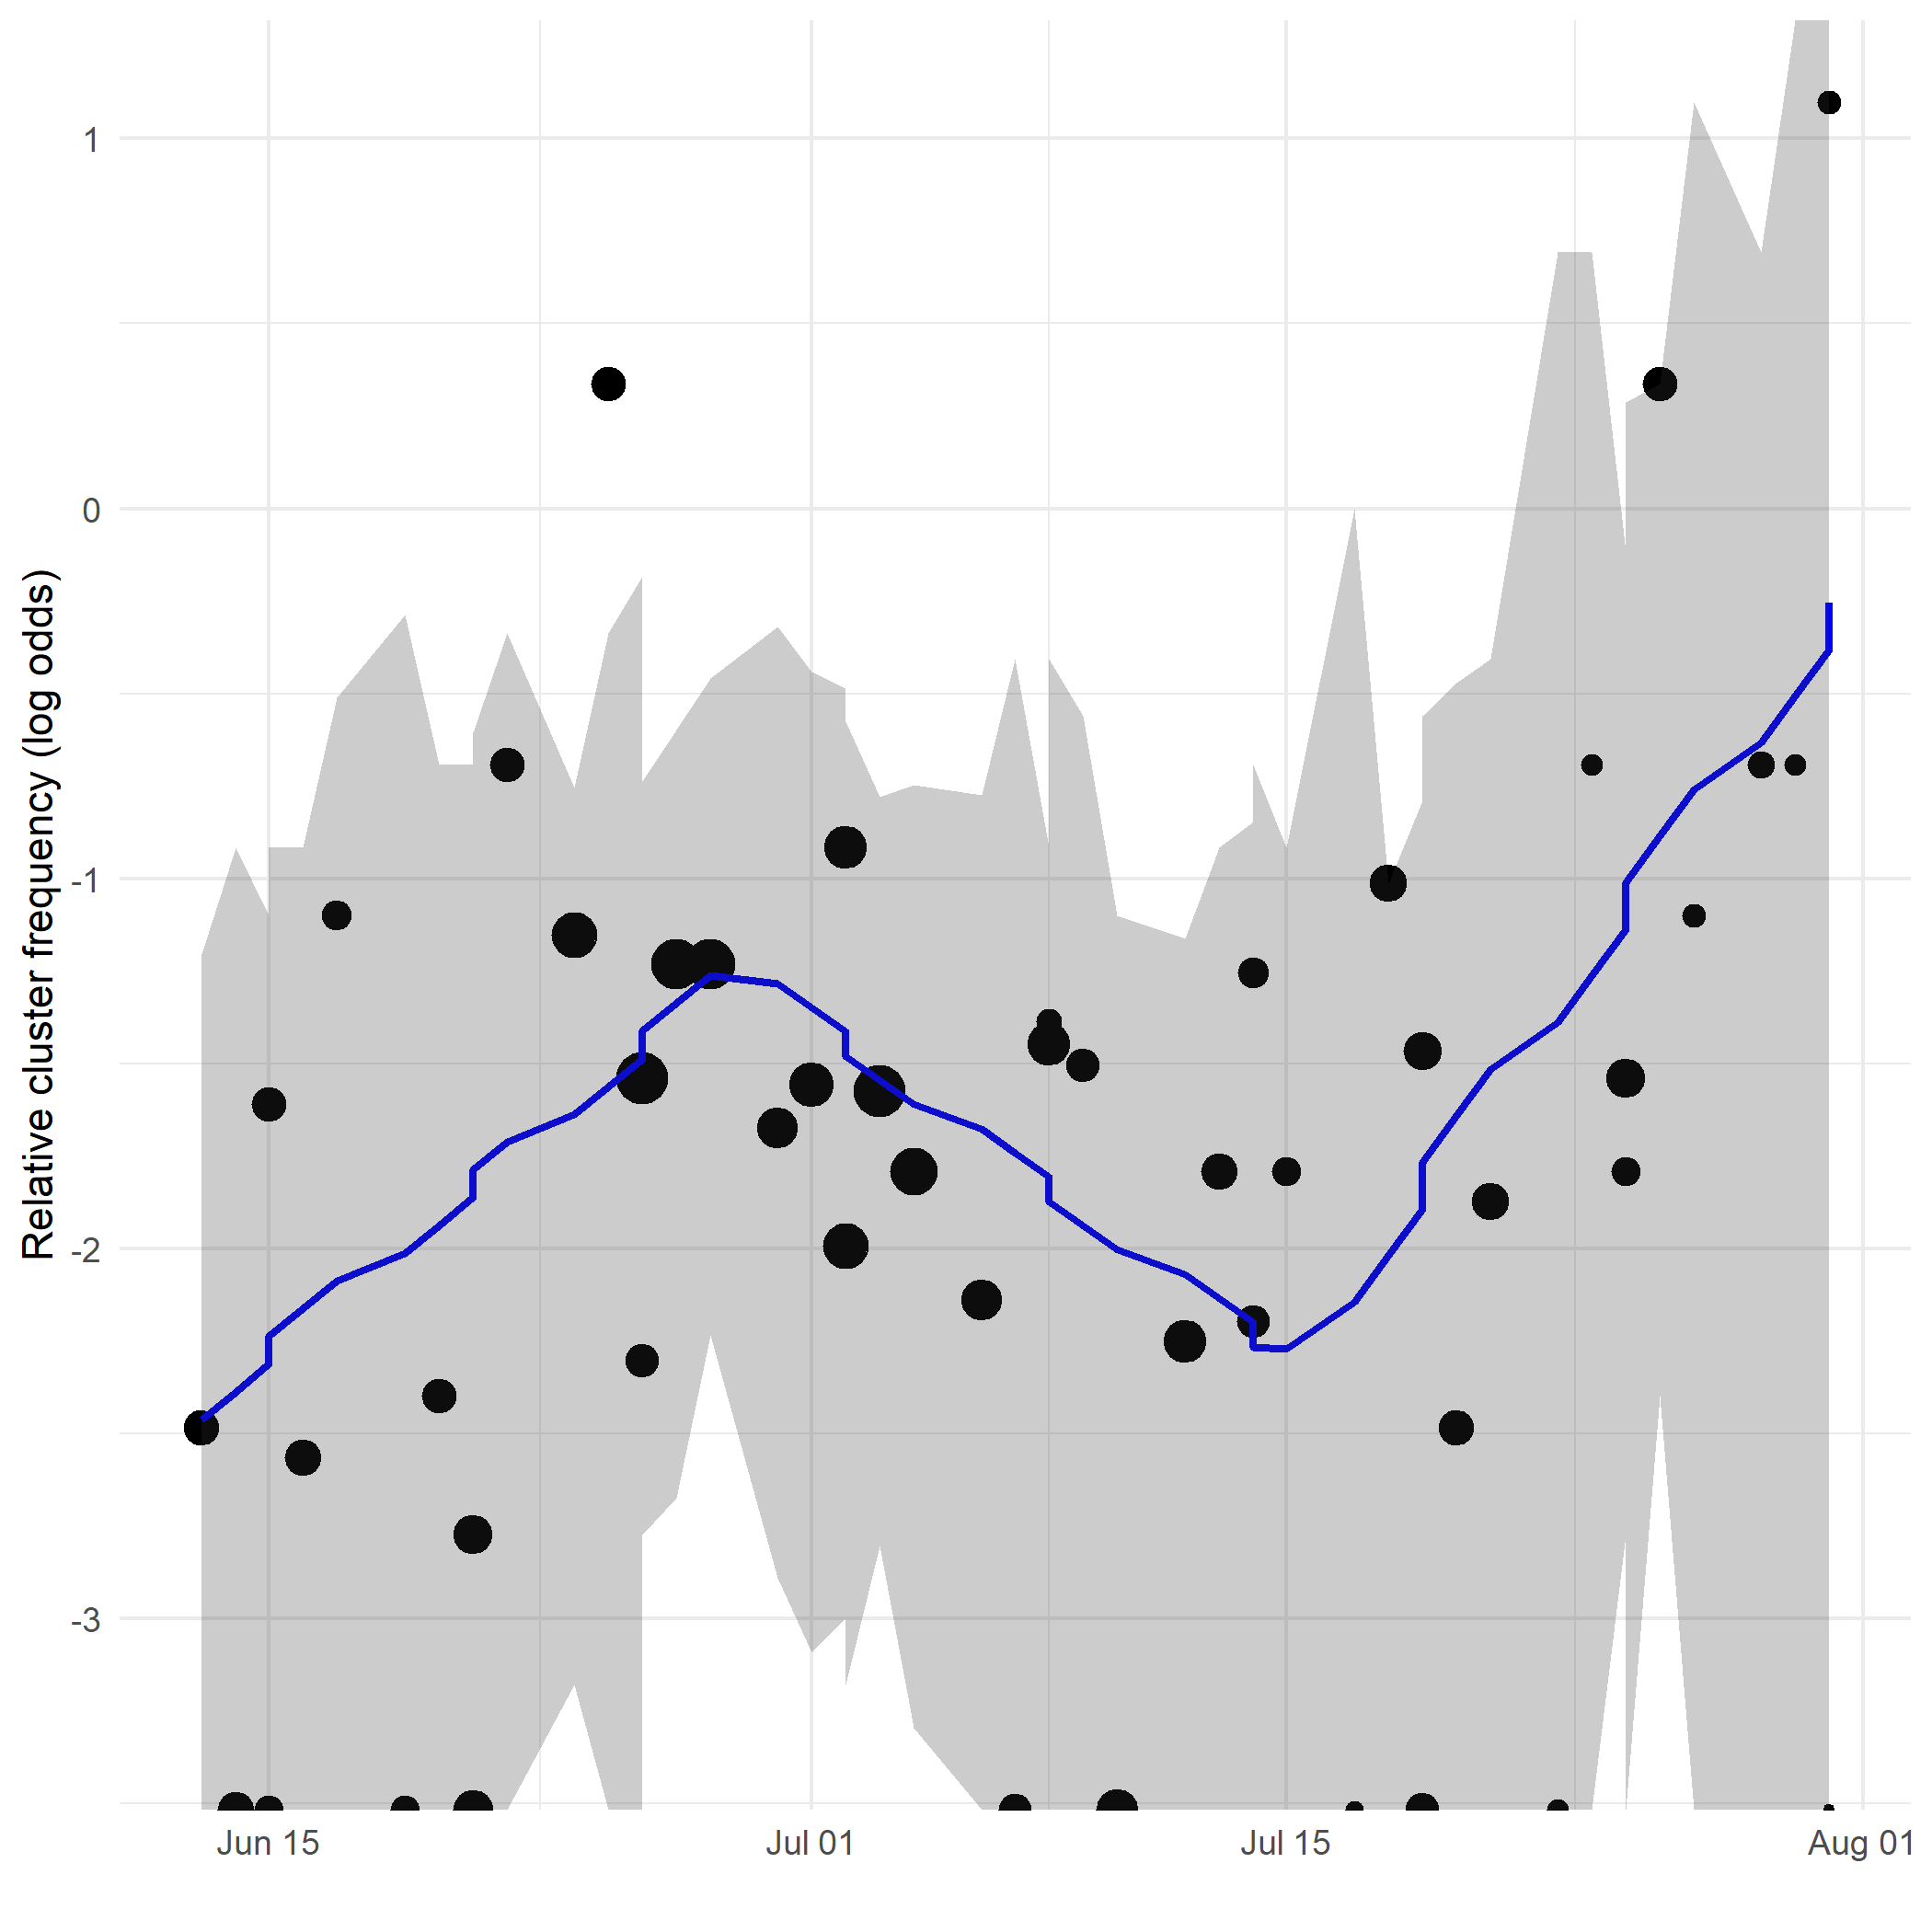 Relative cluster frequency (log odds)
1
0
-1
-2
-3
Jun 15
Jul 01
Jul 15
Aug 01